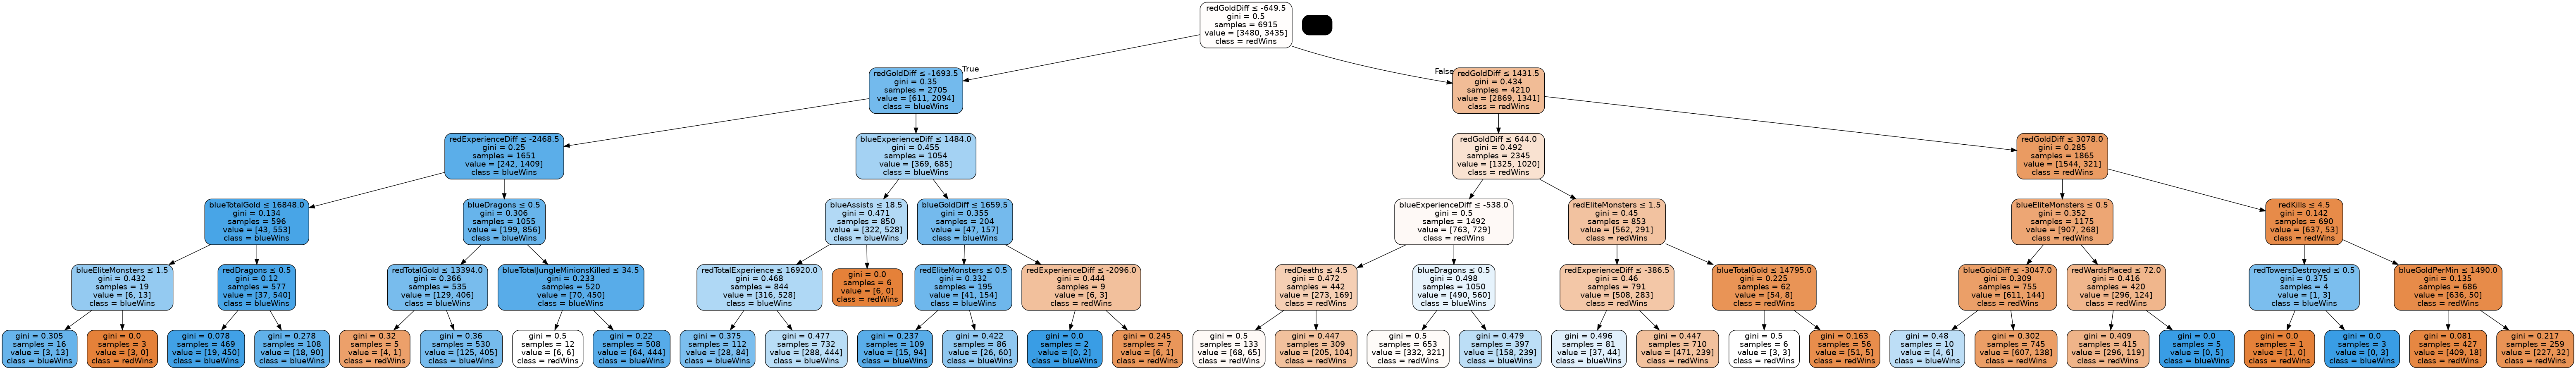 redGoldDiff ≤ -649.5
gini = 0.5
samples = 6915
value = [3480, 3435]
class = redWins
True
False
redGoldDiff ≤ -1693.5
gini = 0.35
samples = 2705
value = [611, 2094]
class = blueWins
redGoldDiff ≤ 1431.5
gini = 0.434
samples = 4210
value = [2869, 1341]
class = redWins
redExperienceDiff ≤ -2468.5
gini = 0.25
samples = 1651
value = [242, 1409]
class = blueWins
blueExperienceDiff ≤ 1484.0
gini = 0.455
samples = 1054
value = [369, 685]
class = blueWins
redGoldDiff ≤ 644.0
gini = 0.492
samples = 2345
value = [1325, 1020]
class = redWins
redGoldDiff ≤ 3078.0
gini = 0.285
samples = 1865
value = [1544, 321]
class = redWins
blueTotalGold ≤ 16848.0
gini = 0.134
samples = 596
value = [43, 553]
class = blueWins
blueDragons ≤ 0.5
gini = 0.306
samples = 1055
value = [199, 856]
class = blueWins
blueAssists ≤ 18.5
gini = 0.471
samples = 850
value = [322, 528]
class = blueWins
blueGoldDiff ≤ 1659.5
gini = 0.355
samples = 204
value = [47, 157]
class = blueWins
blueExperienceDiff ≤ -538.0
gini = 0.5
samples = 1492
value = [763, 729]
class = redWins
redEliteMonsters ≤ 1.5
gini = 0.45
samples = 853
value = [562, 291]
class = redWins
blueEliteMonsters ≤ 0.5
gini = 0.352
samples = 1175
value = [907, 268]
class = redWins
redKills ≤ 4.5
gini = 0.142
samples = 690
value = [637, 53]
class = redWins
blueEliteMonsters ≤ 1.5
gini = 0.432
samples = 19
value = [6, 13]
class = blueWins
redDragons ≤ 0.5
gini = 0.12
samples = 577
value = [37, 540]
class = blueWins
redTotalGold ≤ 13394.0
gini = 0.366
samples = 535
value = [129, 406]
class = blueWins
blueTotalJungleMinionsKilled ≤ 34.5
gini = 0.233
samples = 520
value = [70, 450]
class = blueWins
redTotalExperience ≤ 16920.0
gini = 0.468
samples = 844
value = [316, 528]
class = blueWins
gini = 0.0
samples = 6
value = [6, 0]
class = redWins
redEliteMonsters ≤ 0.5
gini = 0.332
samples = 195
value = [41, 154]
class = blueWins
redExperienceDiff ≤ -2096.0
gini = 0.444
samples = 9
value = [6, 3]
class = redWins
redDeaths ≤ 4.5
gini = 0.472
samples = 442
value = [273, 169]
class = redWins
blueDragons ≤ 0.5
gini = 0.498
samples = 1050
value = [490, 560]
class = blueWins
redExperienceDiff ≤ -386.5
gini = 0.46
samples = 791
value = [508, 283]
class = redWins
blueTotalGold ≤ 14795.0
gini = 0.225
samples = 62
value = [54, 8]
class = redWins
blueGoldDiff ≤ -3047.0
gini = 0.309
samples = 755
value = [611, 144]
class = redWins
redWardsPlaced ≤ 72.0
gini = 0.416
samples = 420
value = [296, 124]
class = redWins
redTowersDestroyed ≤ 0.5
gini = 0.375
samples = 4
value = [1, 3]
class = blueWins
blueGoldPerMin ≤ 1490.0
gini = 0.135
samples = 686
value = [636, 50]
class = redWins
gini = 0.305
samples = 16
value = [3, 13]
class = blueWins
gini = 0.0
samples = 3
value = [3, 0]
class = redWins
gini = 0.078
samples = 469
value = [19, 450]
class = blueWins
gini = 0.278
samples = 108
value = [18, 90]
class = blueWins
gini = 0.32
samples = 5
value = [4, 1]
class = redWins
gini = 0.36
samples = 530
value = [125, 405]
class = blueWins
gini = 0.5
samples = 12
value = [6, 6]
class = redWins
gini = 0.22
samples = 508
value = [64, 444]
class = blueWins
gini = 0.375
samples = 112
value = [28, 84]
class = blueWins
gini = 0.477
samples = 732
value = [288, 444]
class = blueWins
gini = 0.237
samples = 109
value = [15, 94]
class = blueWins
gini = 0.422
samples = 86
value = [26, 60]
class = blueWins
gini = 0.0
samples = 2
value = [0, 2]
class = blueWins
gini = 0.245
samples = 7
value = [6, 1]
class = redWins
gini = 0.5
samples = 133
value = [68, 65]
class = redWins
gini = 0.447
samples = 309
value = [205, 104]
class = redWins
gini = 0.5
samples = 653
value = [332, 321]
class = redWins
gini = 0.479
samples = 397
value = [158, 239]
class = blueWins
gini = 0.496
samples = 81
value = [37, 44]
class = blueWins
gini = 0.447
samples = 710
value = [471, 239]
class = redWins
gini = 0.5
samples = 6
value = [3, 3]
class = redWins
gini = 0.163
samples = 56
value = [51, 5]
class = redWins
gini = 0.48
samples = 10
value = [4, 6]
class = blueWins
gini = 0.302
samples = 745
value = [607, 138]
class = redWins
gini = 0.409
samples = 415
value = [296, 119]
class = redWins
gini = 0.0
samples = 5
value = [0, 5]
class = blueWins
gini = 0.0
samples = 1
value = [1, 0]
class = redWins
gini = 0.0
samples = 3
value = [0, 3]
class = blueWins
gini = 0.081
samples = 427
value = [409, 18]
class = redWins
gini = 0.217
samples = 259
value = [227, 32]
class = redWins